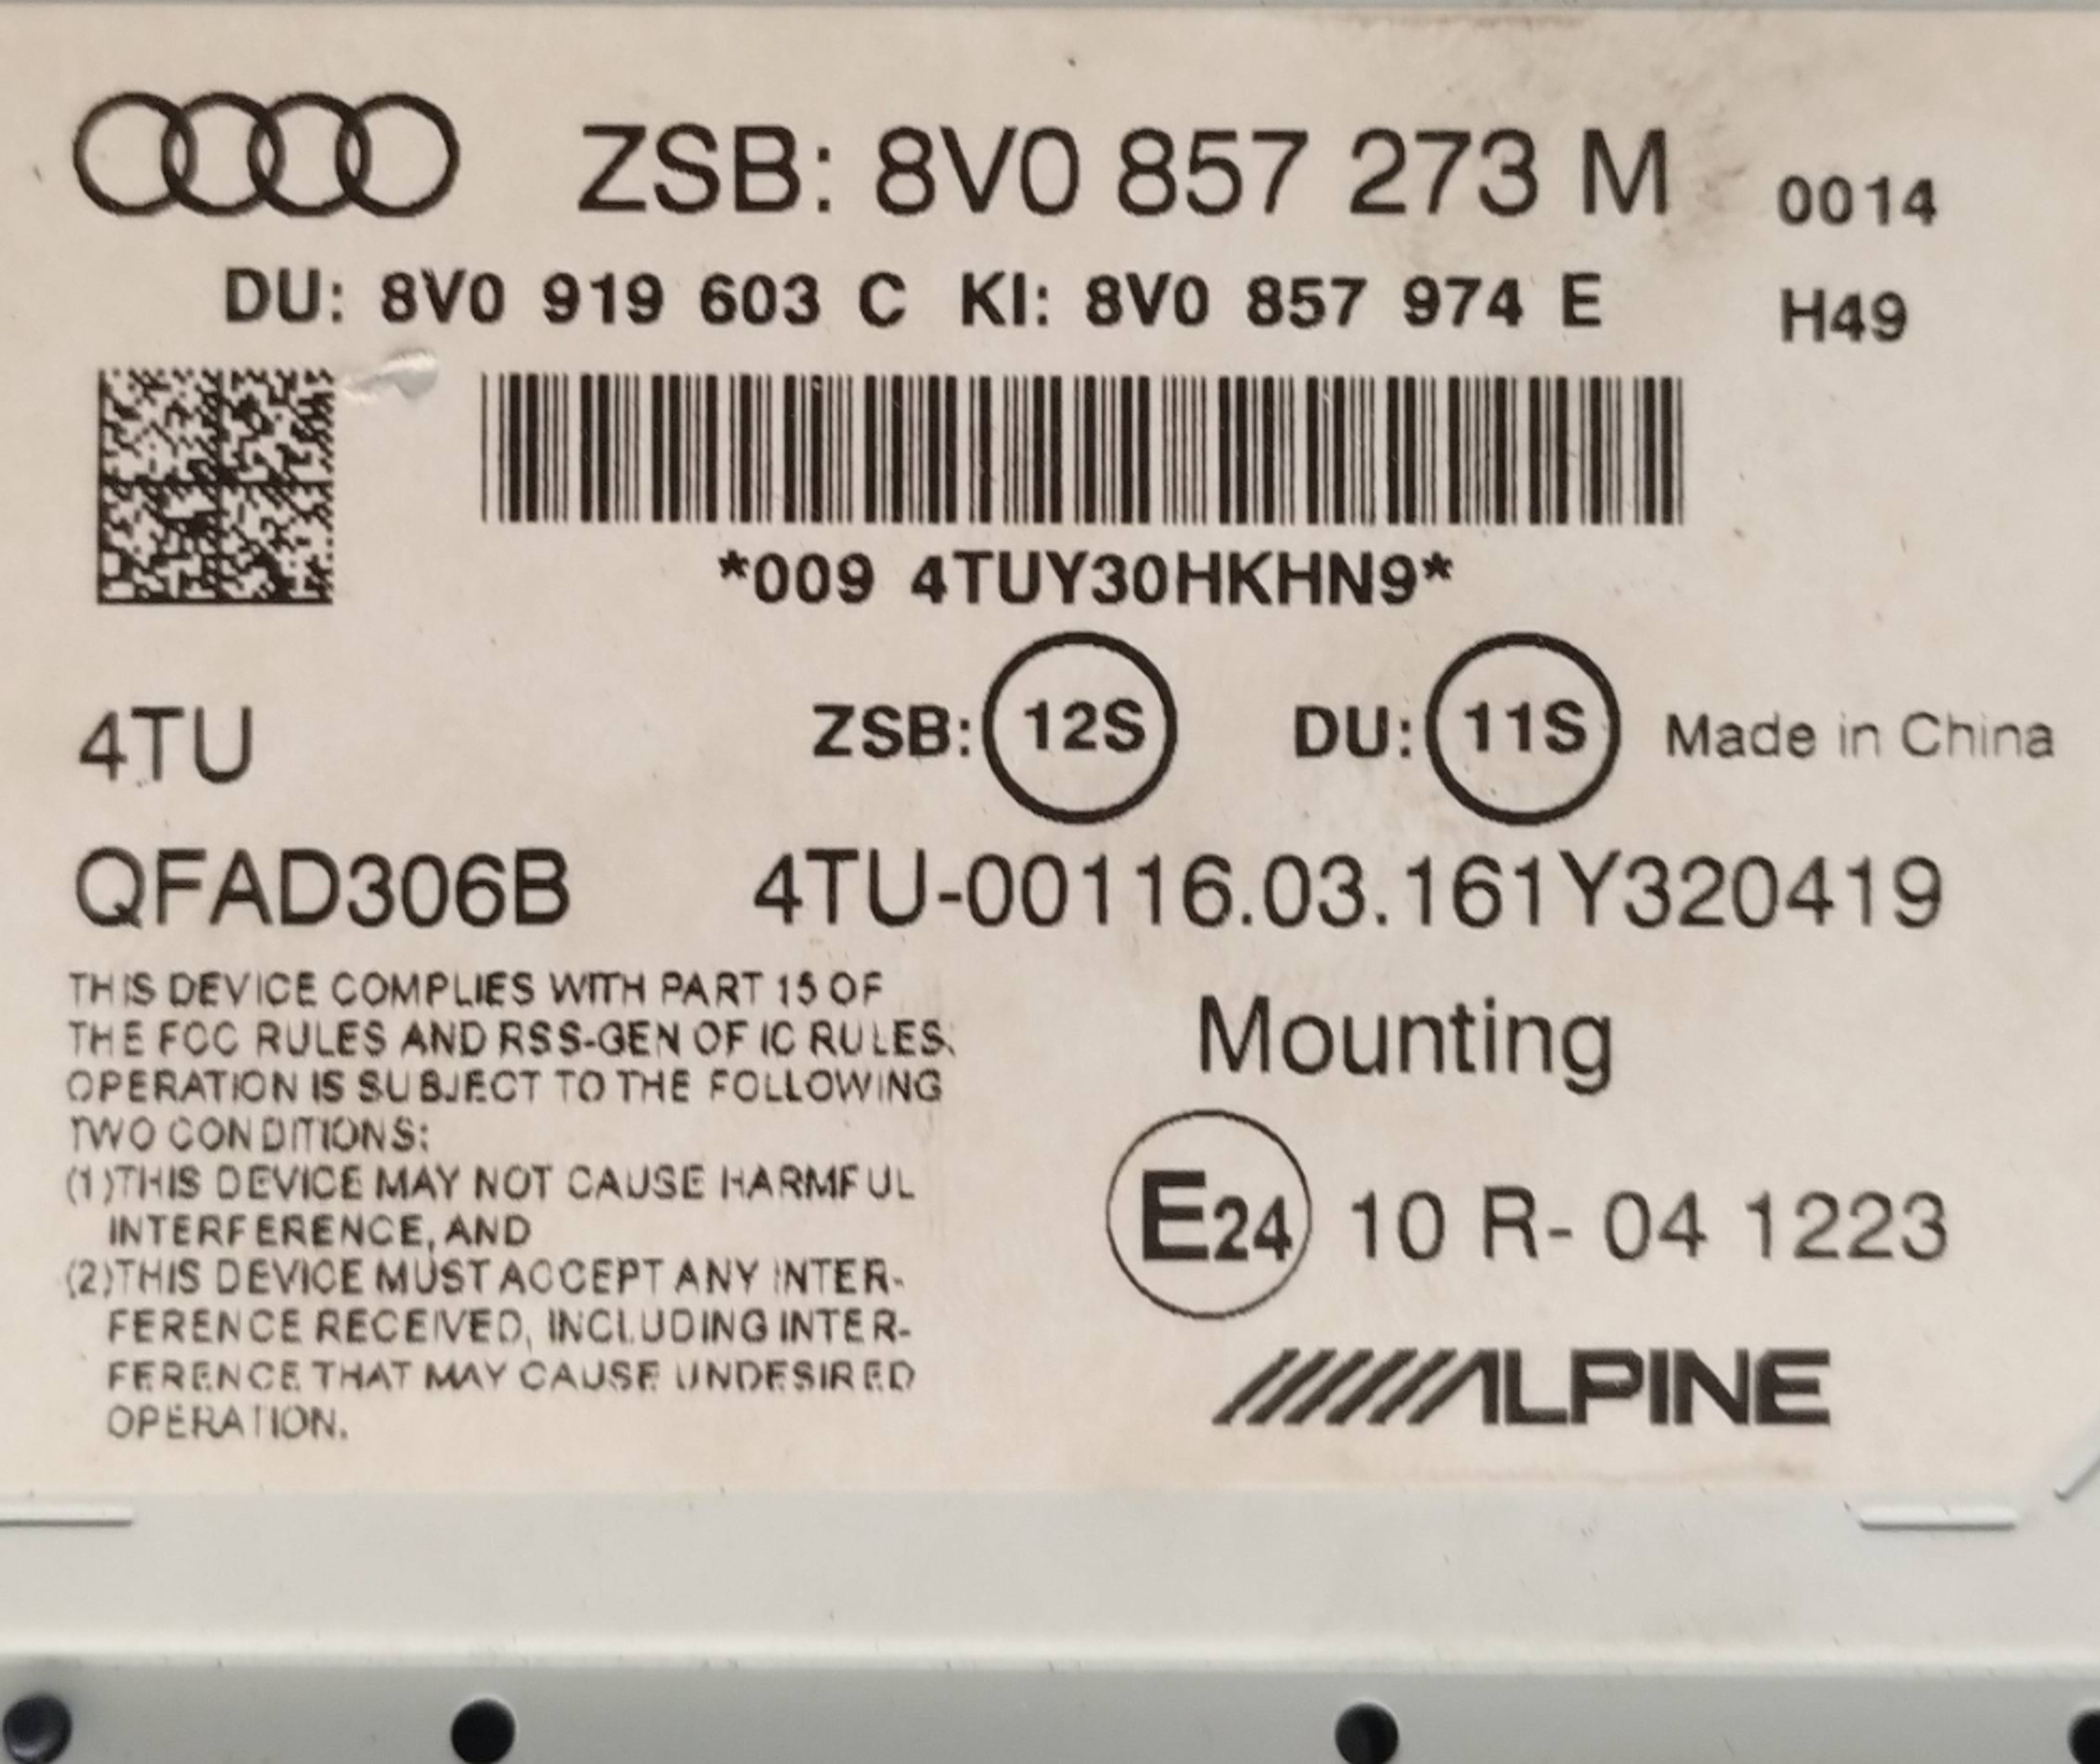 ZSB: 8V0 857 273 M 0014
DU: 8V0 919 603 C KI: 8V0 857 974 E H49
*009 4TUY30HKHN9*
4TU ZSB: 12S DU: 11S Made in China
QFAD306B 4TU-00116.03.161Y320419
THIS DEVICE COMPLIES WITH PART 15 OF
THE FCC RULES AND RSS-GEN OF IC RULES.
OPERATION IS SUBJECT TO THE FOLLOWING
TWO CONDITIONS:
(1)THIS DEVICE MAY NOT CAUSE HARMFUL
INTERFERENCE, AND
(2)THIS DEVICE MUST ACCEPT ANY INTER-
FERENCE RECEIVED, INCLUDING INTER-
FERENCE THAT MAY CAUSE UNDESIRED
OPERATION.
Mounting
E24 10 R- 04 1223
ALPINE